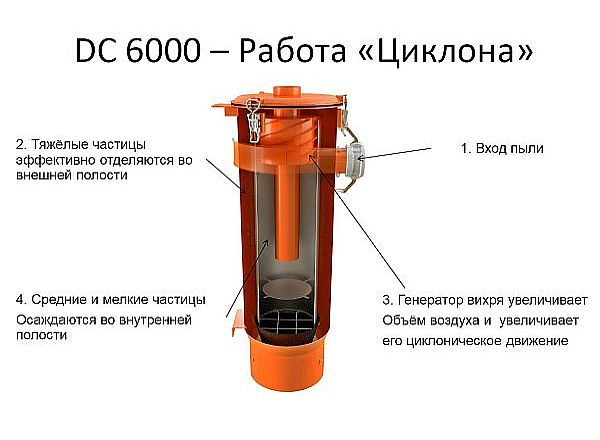 DC 6000 – Работа «Циклона»
2. Тяжёлые частицы
эффективно отделяются во
внешней полости
1. Вход пыли
4. Средние и мелкие частицы
Осаждаются во внутренней
полости
3. Генератор вихря увеличивает
Объём воздуха и увеличивает
его циклоническое движение